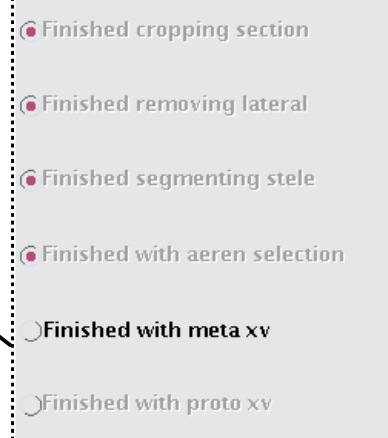 Finished cropping section
Finished removing lateral
Finished segmenting stele
Finished with aeren selection
Finished with meta xv
Finished with proto xv